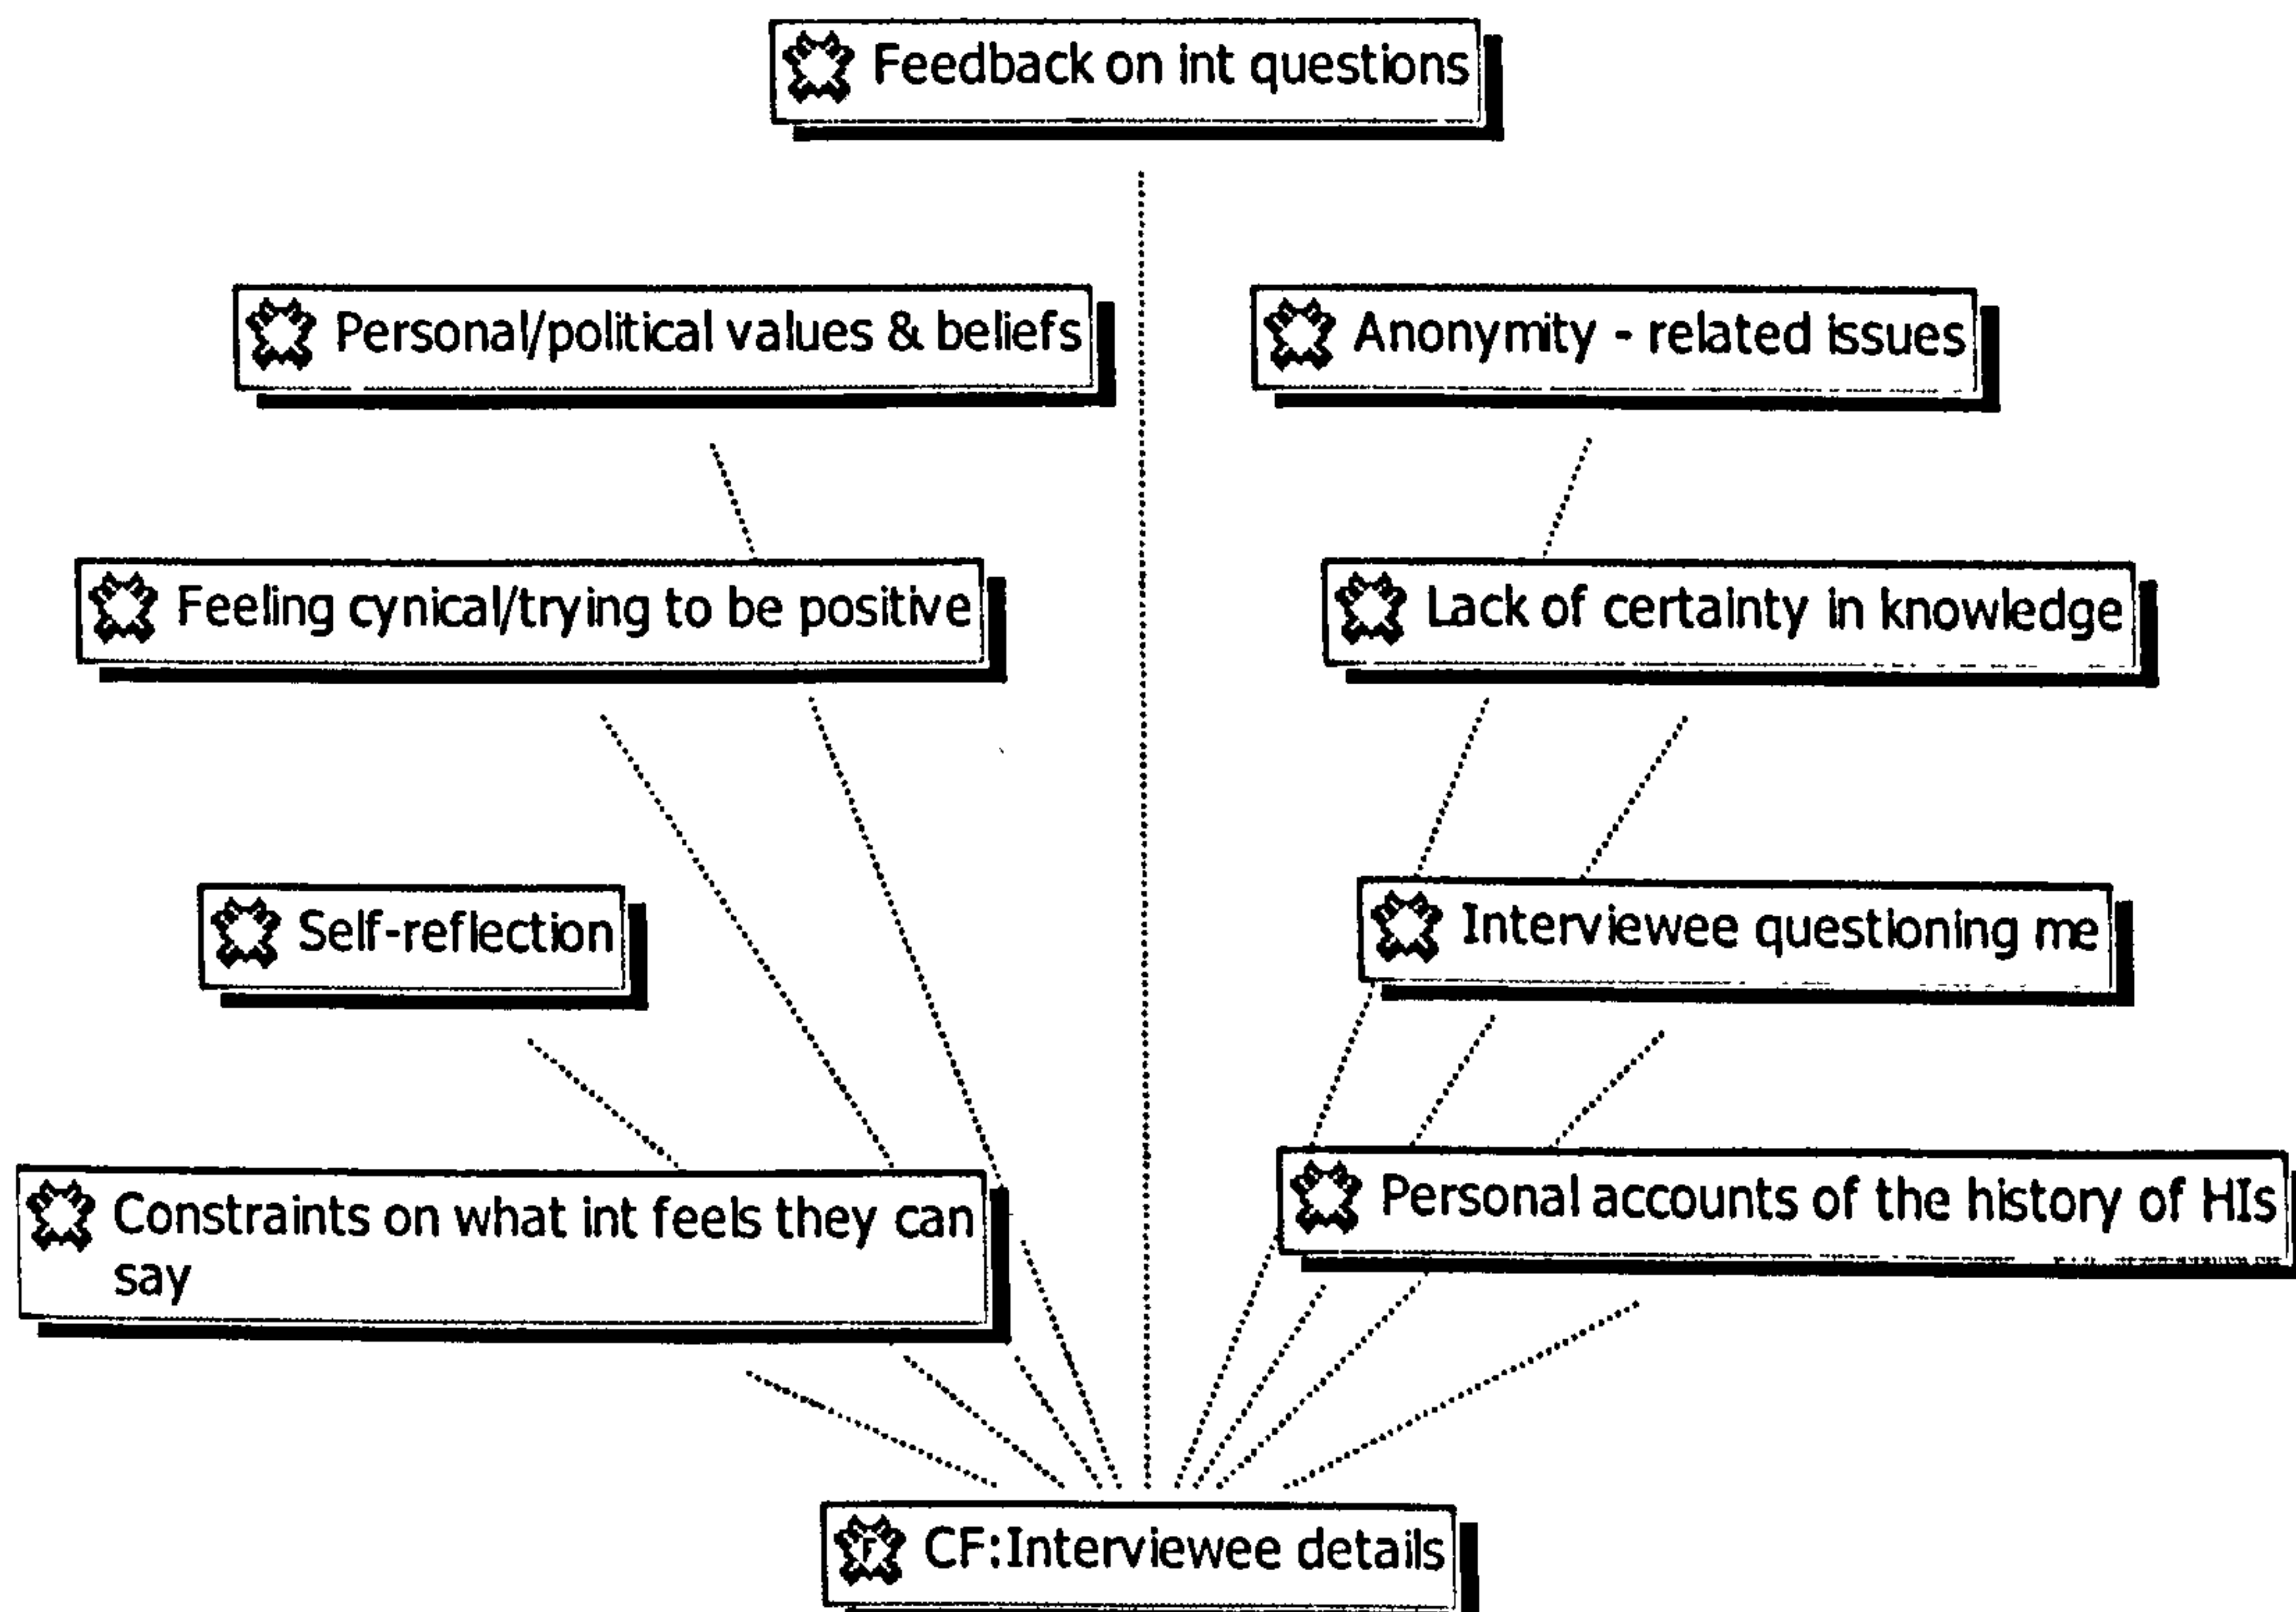 Feedback on int questions
Personal/political values & beliefs
Anonymity - related issues
Feeling cynical/trying to be positive
Lack of certainty in knowledge
Self-reflection
Interviewee questioning me
Constraints on what int feels they can
say
Personal accounts of the history of HIs
F CF:Interviewee details